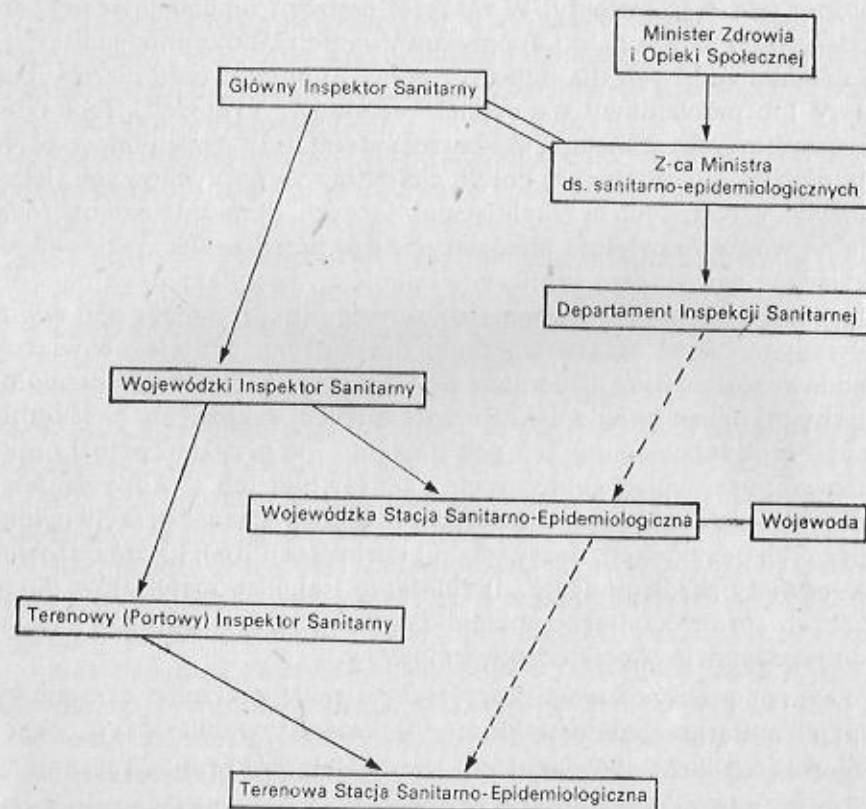 Minister Zdrowia
i Opieki Społecznej
Główny Inspektor Sanitarny
Z-ca Ministra
ds. sanitarno-epidemiologicznych
Departament Inspekcji Sanitarnej
Wojewódzki Inspektor Sanitarny
Wojewódzka Stacja Sanitarno-Epidemiologiczna
Wojewoda
Terenowy (Portowy) Inspektor Sanitarny
Terenowa Stacja Sanitarno-Epidemiologiczna